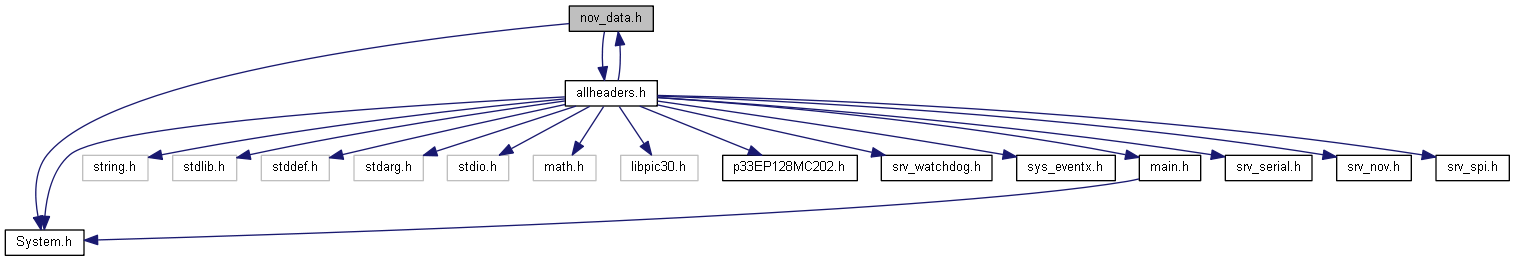 nov_data.h
allheaders.h
string.h
stdlib.h
stddef.h
stdarg.h
stdio.h
math.h
libpic30.h
p33EP128MC202.h
srv_watchdog.h
sys_eventx.h
main.h
srv_serial.h
srv_nov.h
srv_spi.h
System.h